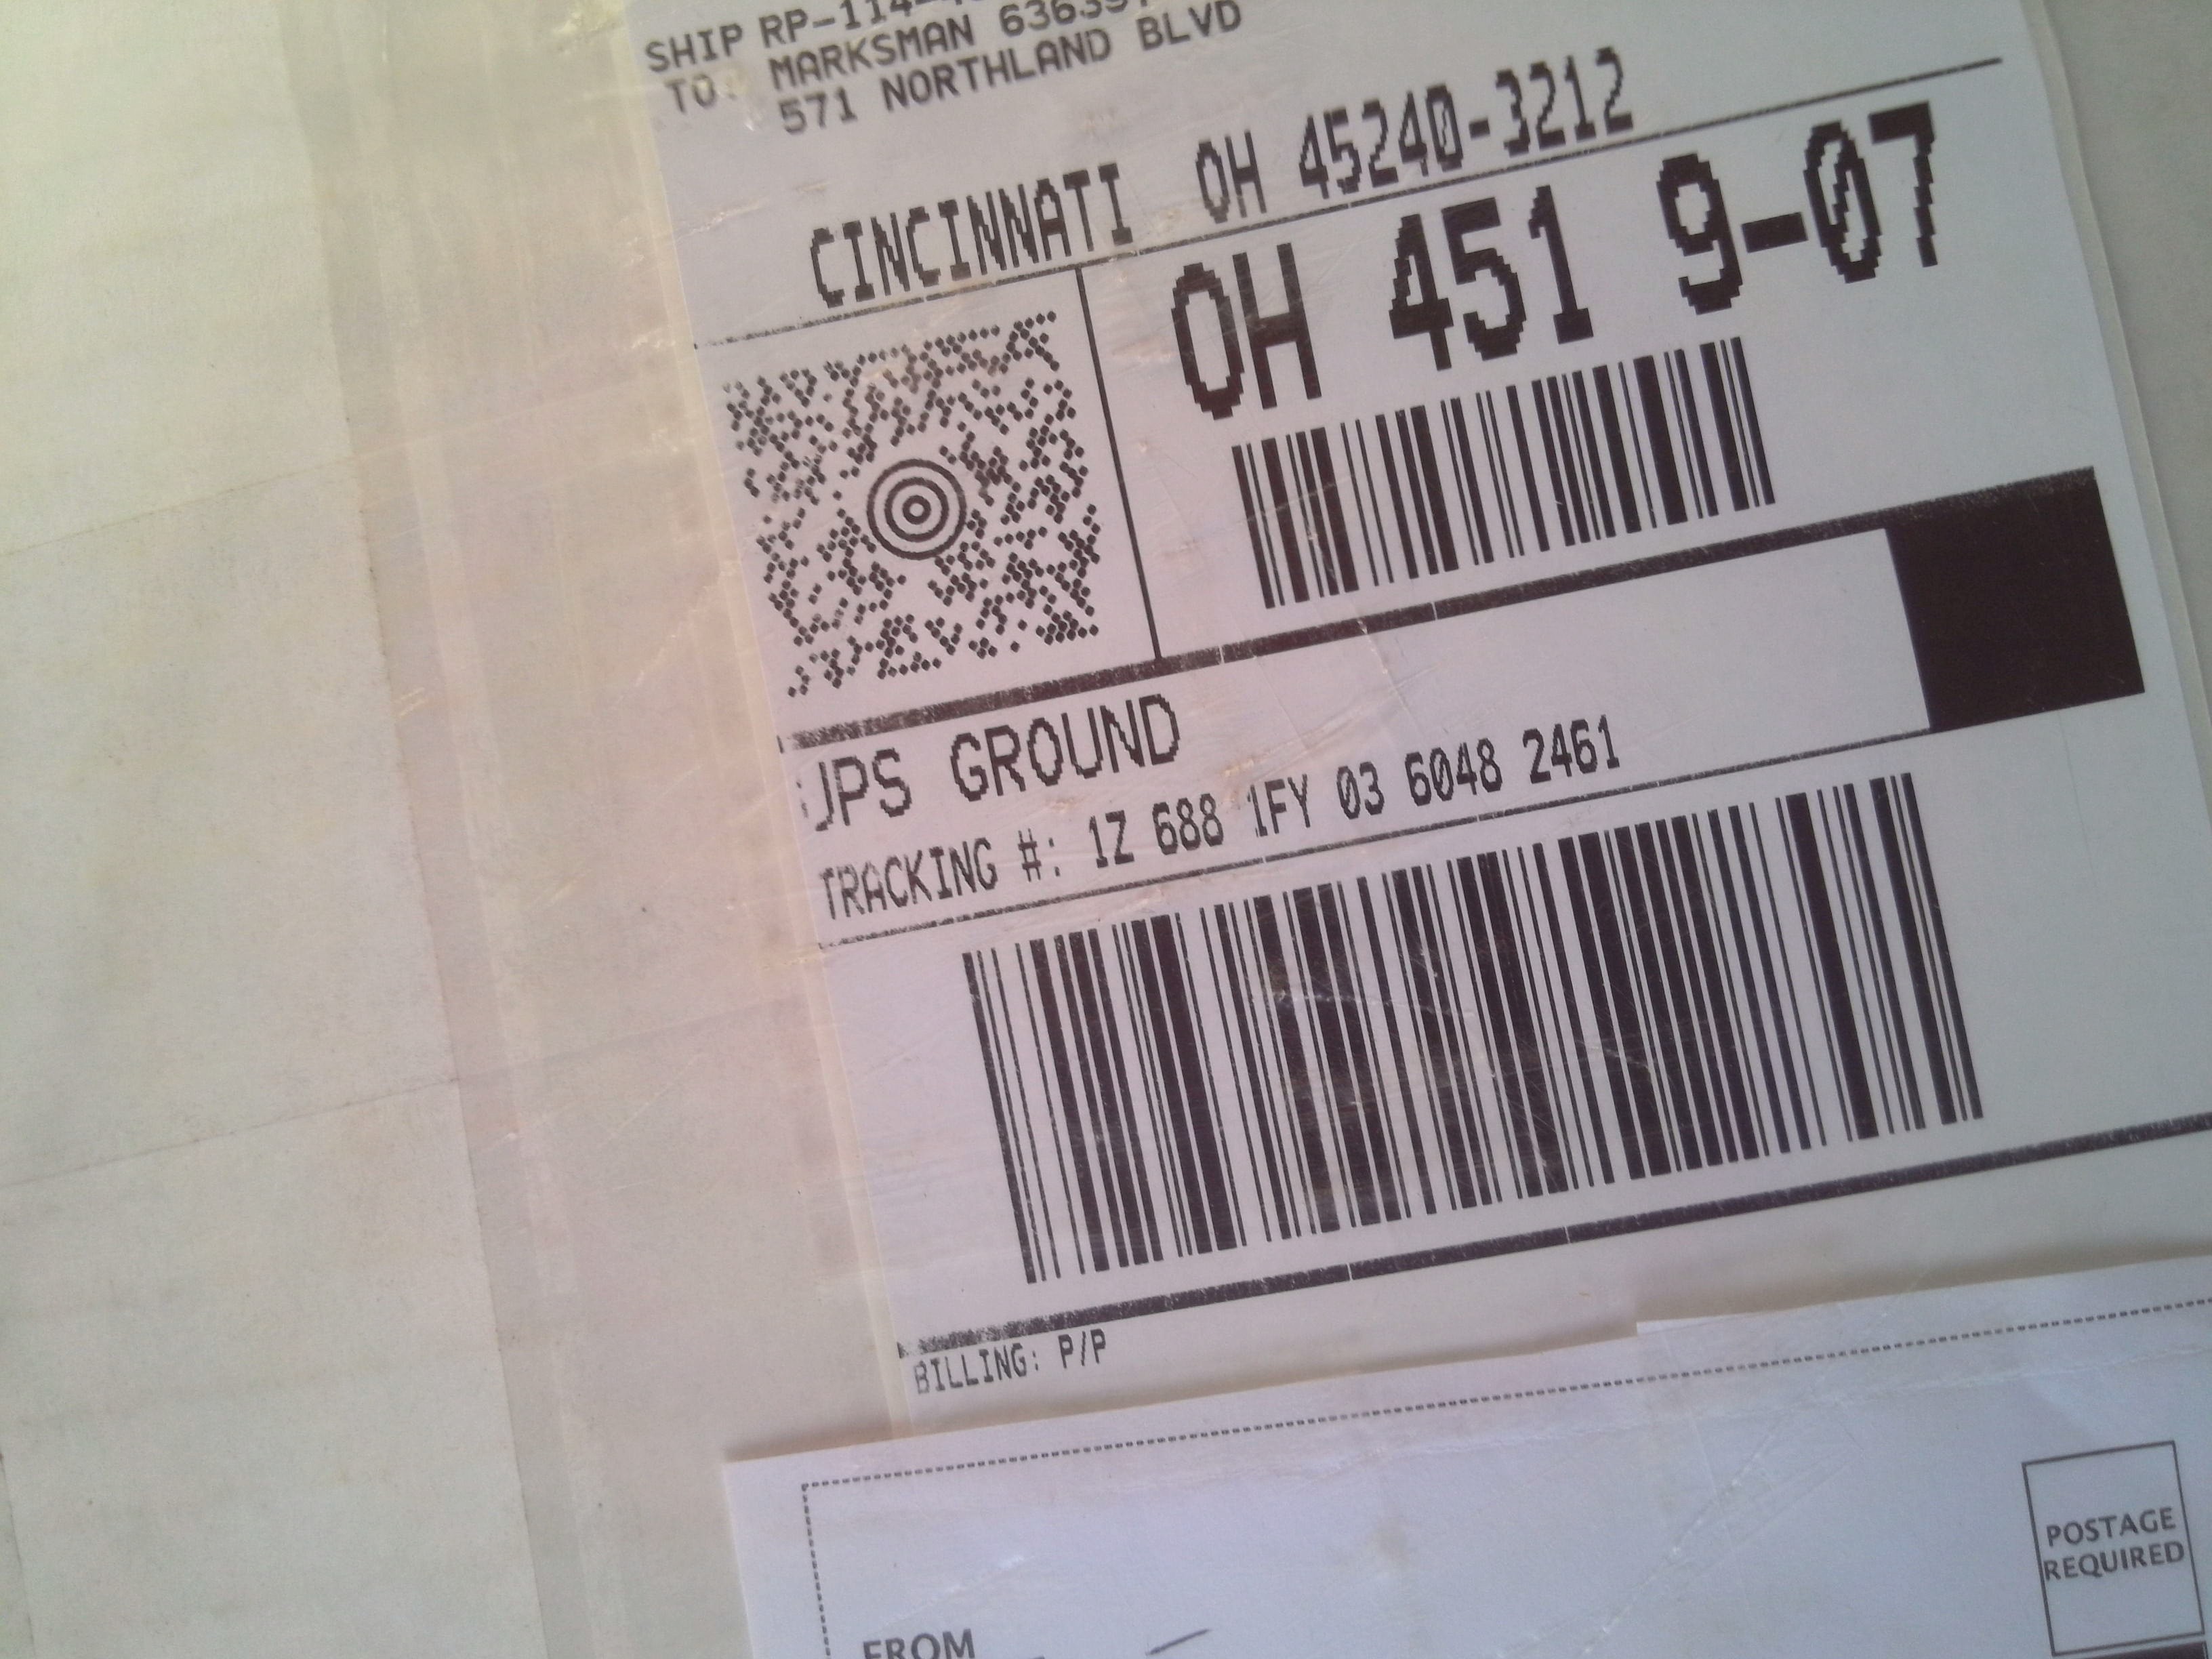 SHIP
TO: MARKSMAN
571 NORTHLAND BLVD
CINCINNATI OH 45240-3212
OH 451 9-07
UPS GROUND
TRACKING #: 1Z 688 1FY 03 6048 2461
BILLING: P/P
POSTAGE
REQUIRED
FROM